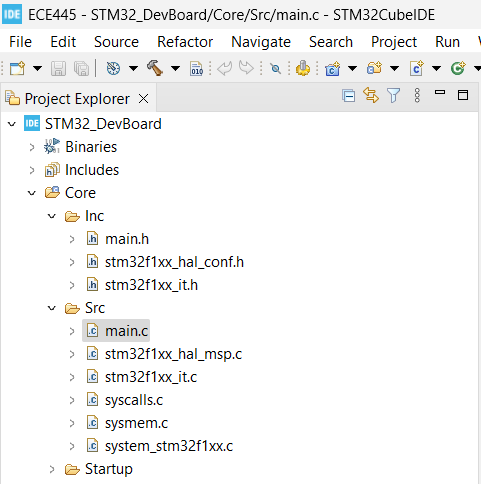 IDE ECE445 - STM32_DevBoard/Core/Src/main.c - STM32CubeIDE
File Edit Source Refactor Navigate Search Project Run W
010
Project Explorer
IDE STM32_DevBoard
Binaries
Includes
Core
Inc
main.h
stm32f1xx_hal_conf.h
stm32f1xx_it.h
Src
main.c
stm32f1xx_hal_msp.c
stm32f1xx_it.c
syscalls.c
sysmem.c
system_stm32f1xx.c
Startup